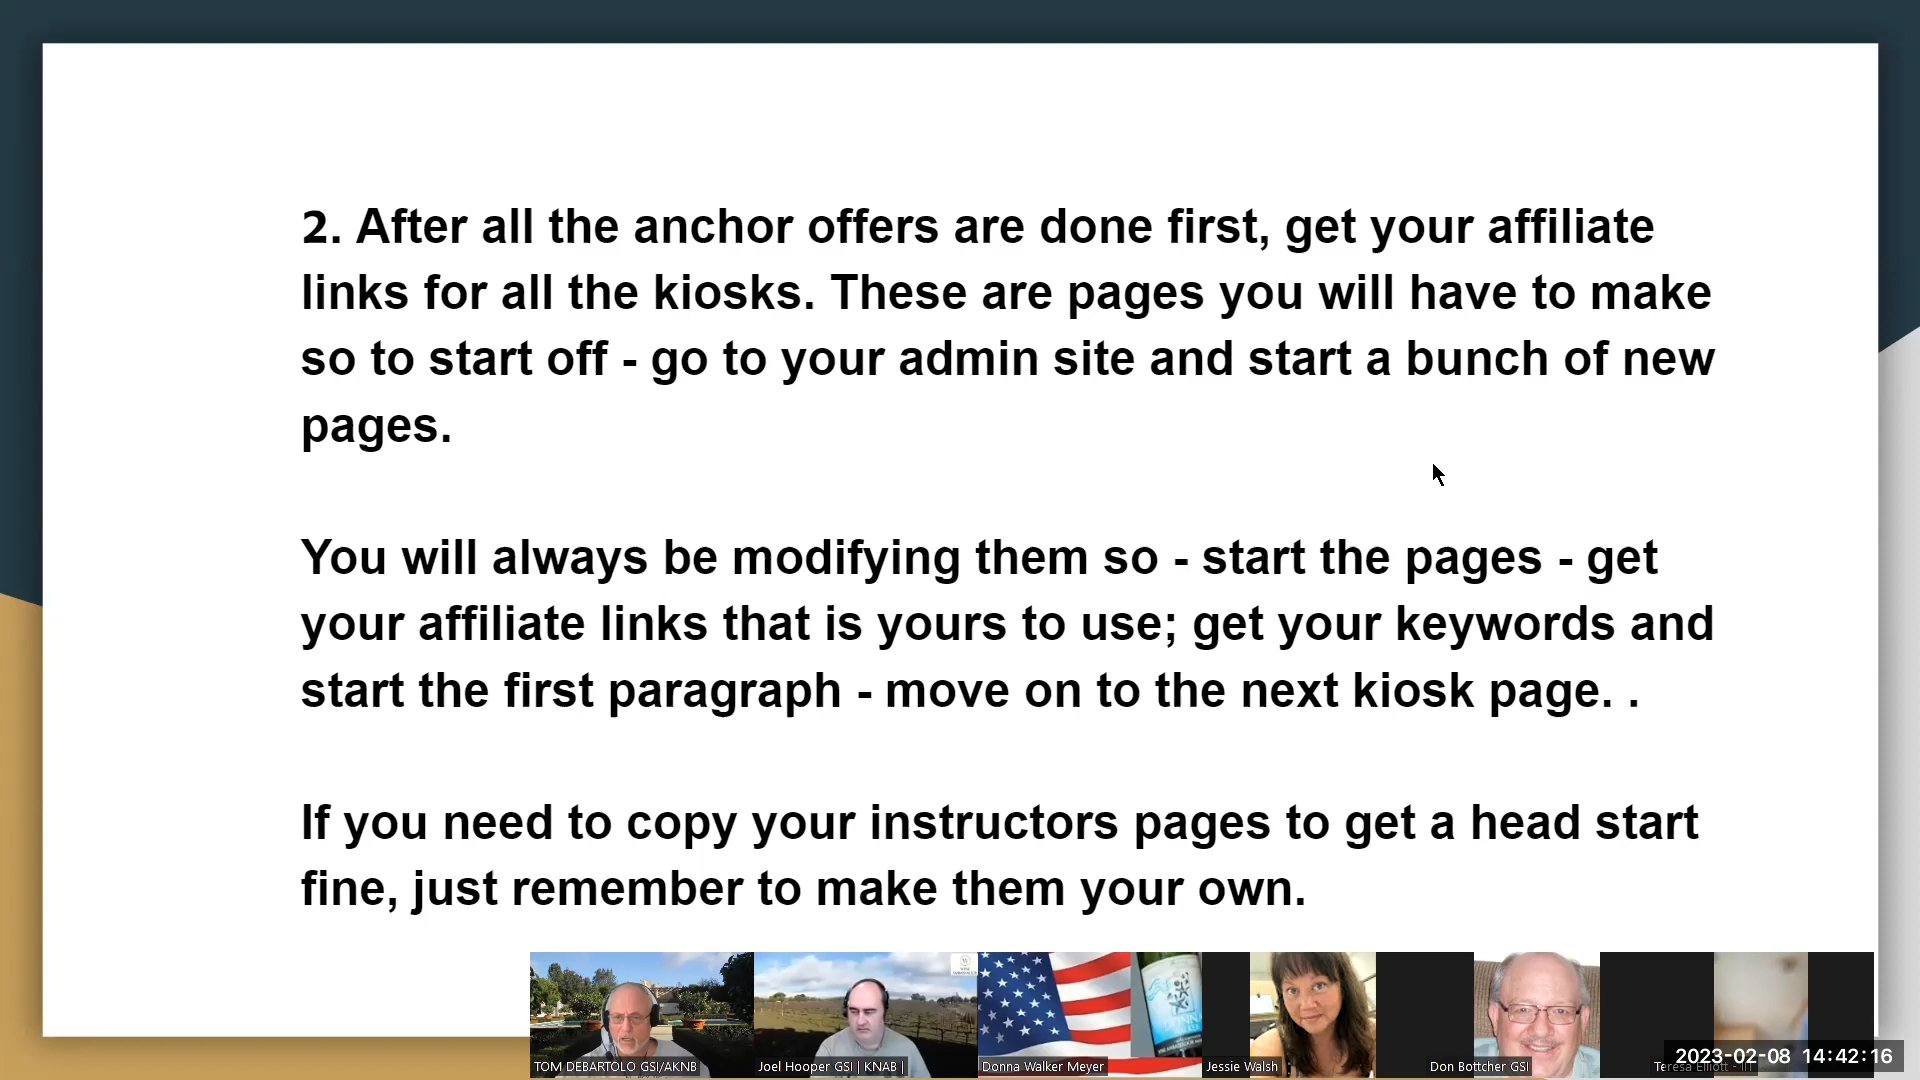 2. After all the anchor offers are done first, get your affiliate
links for all the kiosks. These are pages you will have to make
so to start off - go to your admin site and start a bunch of new
pages.
You will always be modifying them so - start the pages - get
your affiliate links that is yours to use; get your keywords and
start the first paragraph - move on to the next kiosk page. .
If you need to copy your instructors pages to get a head start
fine, just remember to make them your own.
TOM DEBARTOLO GSI/AKNB
Joel Hooper GSI | KNAB |
Donna Walker Meyer
Jessie Walsh
Don Bottcher GSI
Teresa Elliott -
2023-02-08 14:42:16